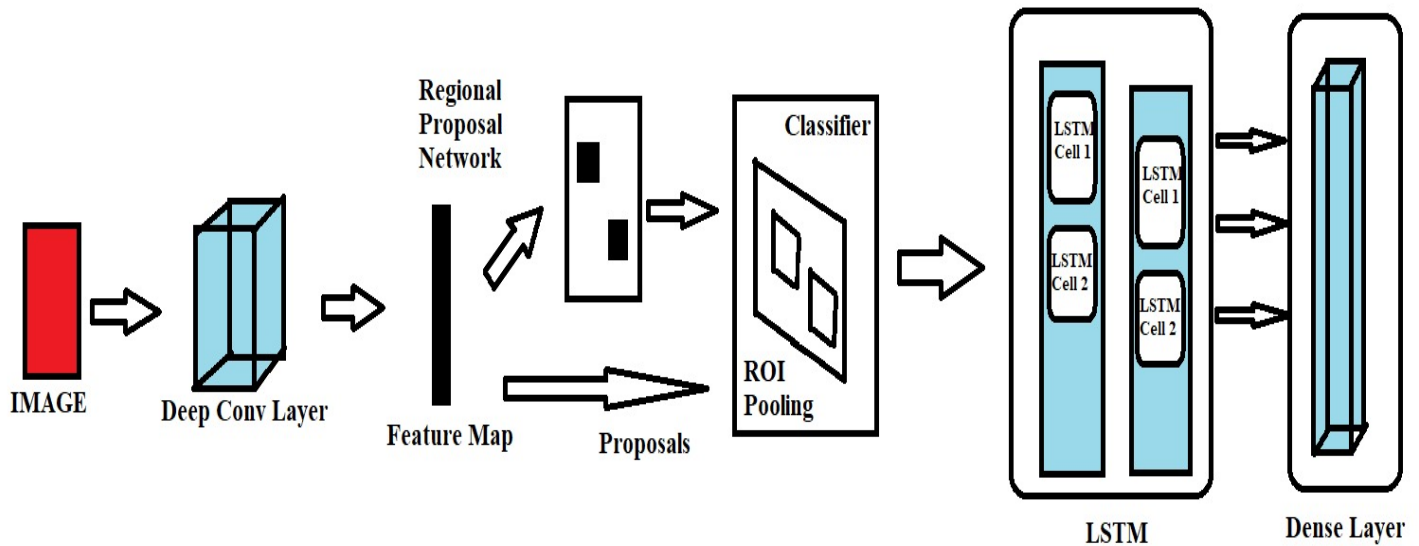 IMAGE
Deep Conv Layer
Regional
Proposal
Network
Feature Map
Proposals
Classifier
ROI
Pooling
LSTM
Cell 1
LSTM
Cell 2
LSTM
Cell 1
LSTM
Cell 2
LSTM
Dense Layer